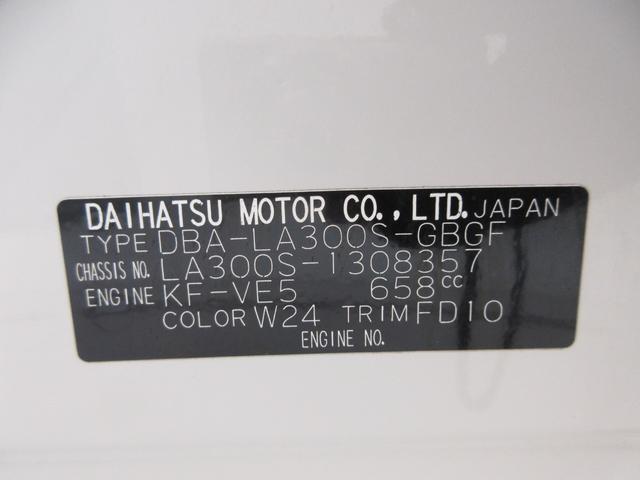 DAIHATSU MOTOR CO., LTD. JAPAN
TYPE DBA-LA300S-GBGF
CHASSIS NO. LA300S-1308357
ENGINE KF-VE5 658cc
COLOR W24 TRIM FD10
ENGINE NO.